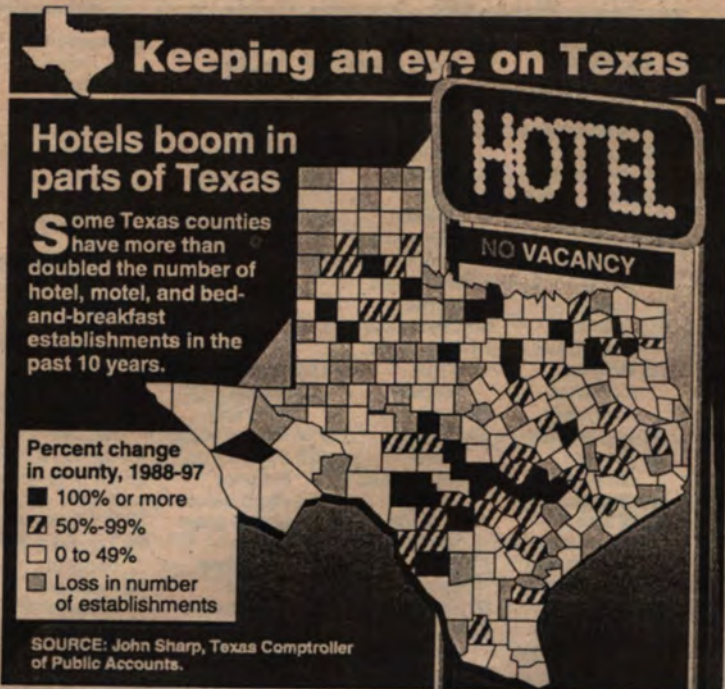 Keeping an eye on Texas
Hotels boom in
parts of Texas
Some Texas counties
have more than
doubled the number of
hotel, motel, and bed-
and-breakfast
establishments in the
past 10 years.
HOTEL
NO VACANCY
Percent change
in county, 1988-97
100% or more
50%-99%
0 to 49%
Loss in number
of establishments
SOURCE: John Sharp, Texas Comptroller
of Public Accounts.